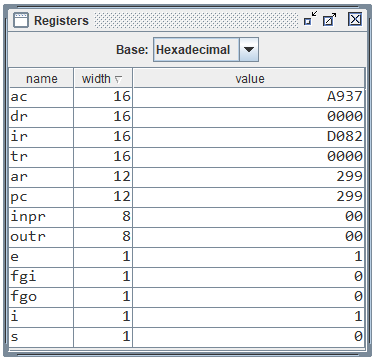 Registers
Base: Hexadecimal
name width value
ac 16 A937
dr 16 0000
ir 16 D082
tr 16 0000
ar 12 299
pc 12 299
inpr 8 00
outr 8 00
e 1 1
fgi 1 0
fgo 1 0
i 1 1
s 1 0